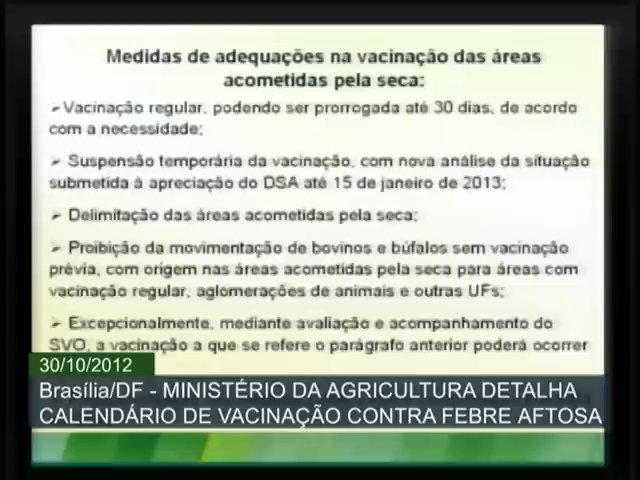 Medidas de adequações na vacinação das áreas
acometidas pela seca:
➢Vacinação regular, podendo ser prorrogada até 30 dias, de acordo
com a necessidade;
➢ Suspensão temporária da vacinação, com nova análise da situação
submetida à apreciação do DSA até 15 de janeiro de 2013;
➢ Delimitação das áreas acometidas pela seca;
➢ Proibição da movimentação de bovinos e búfalos sem vacinação
prévia, com origem nas áreas acometidas pela seca para áreas com
vacinação regular, aglomerações de animais e outras UFs;
➢ Excepcionalmente, mediante avaliação e acompanhamento do
SVO, a vacinação a que se refere o parágrafo anterior poderá ocorrer
30/10/2012
Brasília/DF - MINISTÉRIO DA AGRICULTURA DETALHA
CALENDÁRIO DE VACINAÇÃO CONTRA FEBRE AFTOSA